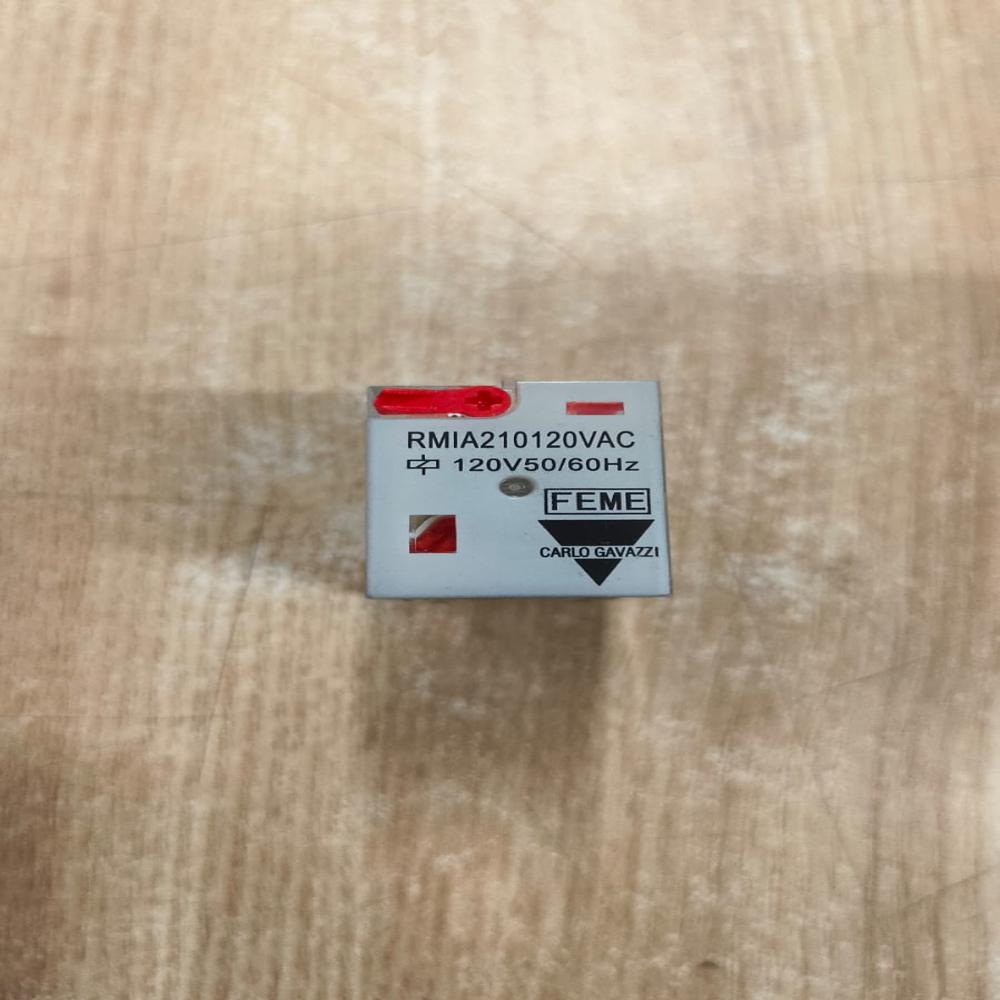 RMIA210120VAC
120V50/60Hz
FEME
CARLO GAVAZZI